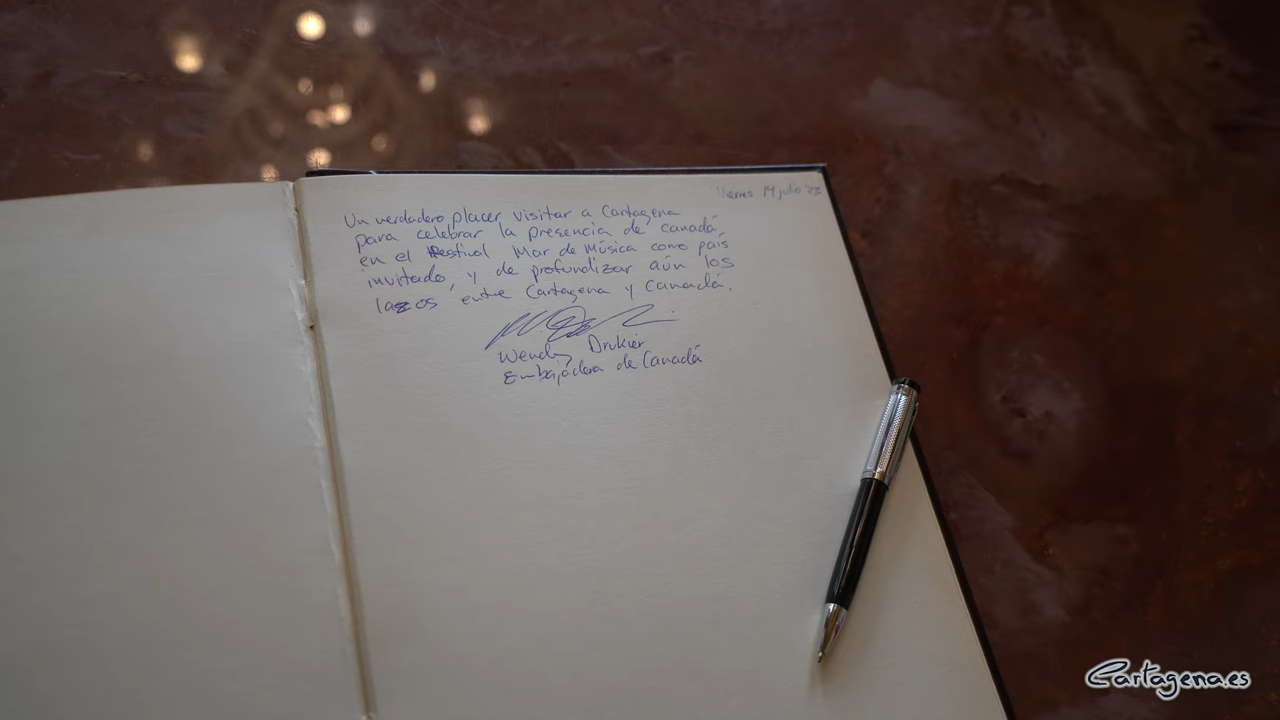 Viernes 14 julio '23
Un verdadero placer visitar a Cartagena
para celebrar la presencia de Canadá
en el Festival Mar de Música como país
invitado, y de profundizar aún los
lazos entre Cartagena y Canadá.
Wendy Drukier
Embajadora de Canadá
Cartagena.es